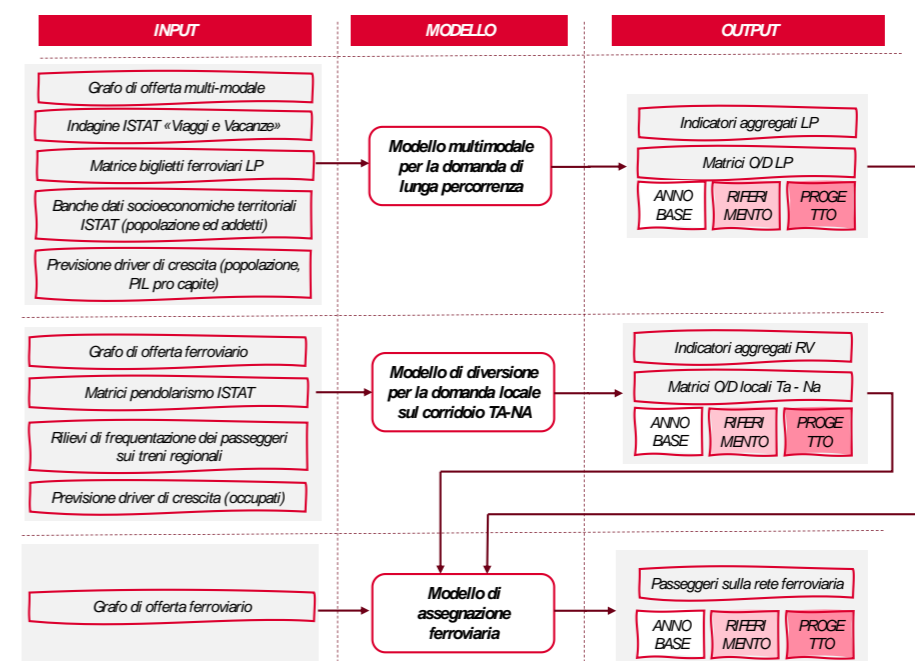 INPUT
MODELLO
OUTPUT
Grafo di offerta multi-modale
Indagine ISTAT «Viaggi e Vacanze»
Matrice biglietti ferroviari LP
Banche dati socioeconomiche territoriali
ISTAT (popolazione ed addetti)
Previsione driver di crescita (popolazione,
PIL pro capite)
Modello multimodale
per la domanda di
lunga percorrenza
Indicatori aggregati LP
Matrici O/D LP
ANNO
BASE
RIFERI
MENTO
PROGE
TTO
Grafo di offerta ferroviario
Matrici pendolarismo ISTAT
Rilievi di frequentazione dei passeggeri
sui treni regionali
Previsione driver di crescita (occupati)
Modello di diversione
per la domanda locale
sul corridoio TA-NA
Indicatori aggregati RV
Matrici O/D locali Ta - Na
ANNO
BASE
RIFERI
MENTO
PROGE
TTO
Grafo di offerta ferroviario
Modello di
assegnazione
ferroviaria
Passeggeri sulla rete ferroviaria
ANNO
BASE
RIFERI
MENTO
PROGE
TTO